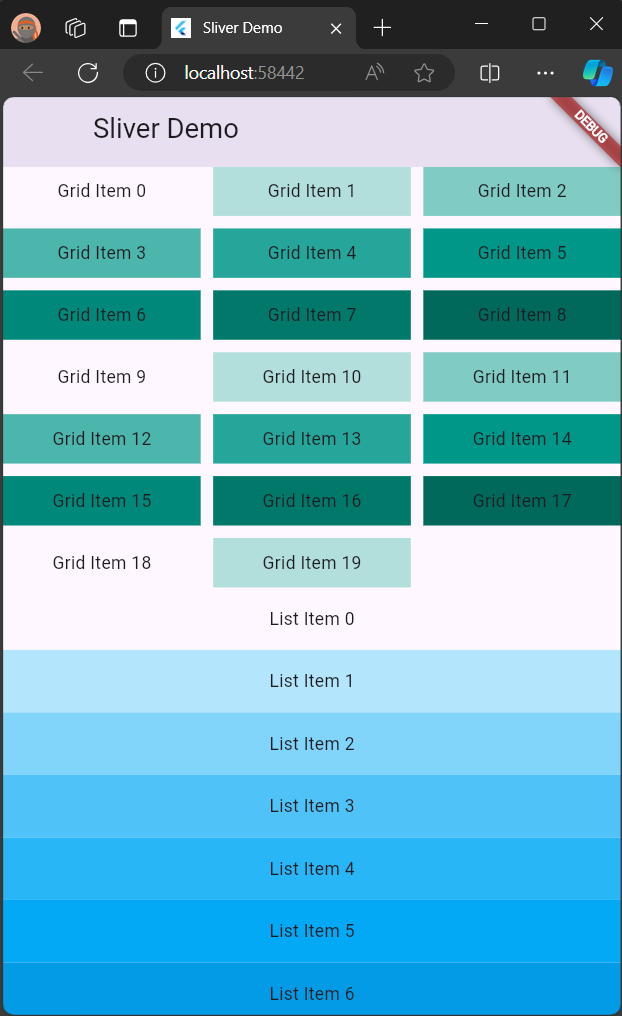 Sliver Demo
localhost:58442
Sliver Demo
DEBUG
Grid Item 0 Grid Item 1 Grid Item 2
Grid Item 3 Grid Item 4 Grid Item 5
Grid Item 6 Grid Item 7 Grid Item 8
Grid Item 9 Grid Item 10 Grid Item 11
Grid Item 12 Grid Item 13 Grid Item 14
Grid Item 15 Grid Item 16 Grid Item 17
Grid Item 18 Grid Item 19
List Item 0
List Item 1
List Item 2
List Item 3
List Item 4
List Item 5
List Item 6